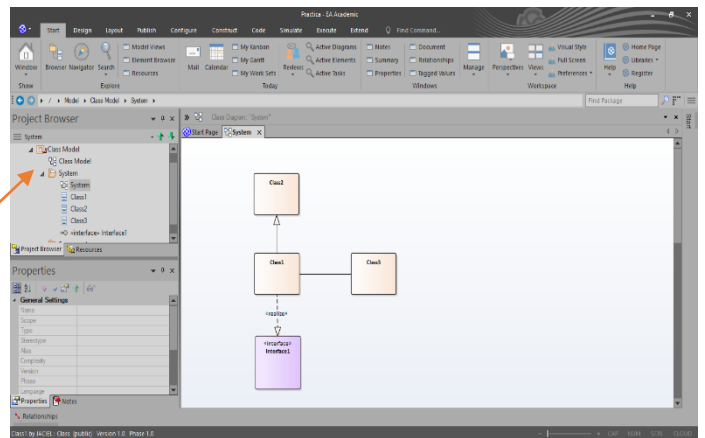 Practica - EA Academic
Start Design Layout Publish Configure Construct Code Simulate Execute Extend Find Command...
Window Browser Navigator Search Model Views Mail Calendar My Kanban Reviews Active Diagrams Notes Document Manage Perspectives Views Visual Style Help Home Page
Element Browser My Gantt Active Elements Summary Relationships Full Screen Libraries
Resources My Work Sets Active Tasks Properties Tagged Values Preferences Register
Show Explore Today Windows Workspace Help
/ Model Class Model System Find Package
Project Browser
Class Diagram: "System"
System
Start Page System X
Start
Class Model
Class Model
System
System
Class1
Class2
Class3
«interface» Interface1
Project Browser Resources
Properties
General Settings
Name
Scope
Type
Stereotype
Alias
Complexity
Version
Phase
Language
Properties Notes
Relationships
Class2
Class1
Class3
«realize»
«interface»
Interface1
Class1 by JACIEL : Class (public) Version 1.0 Phase 1.0 CAP NUM SCRL CLOUD